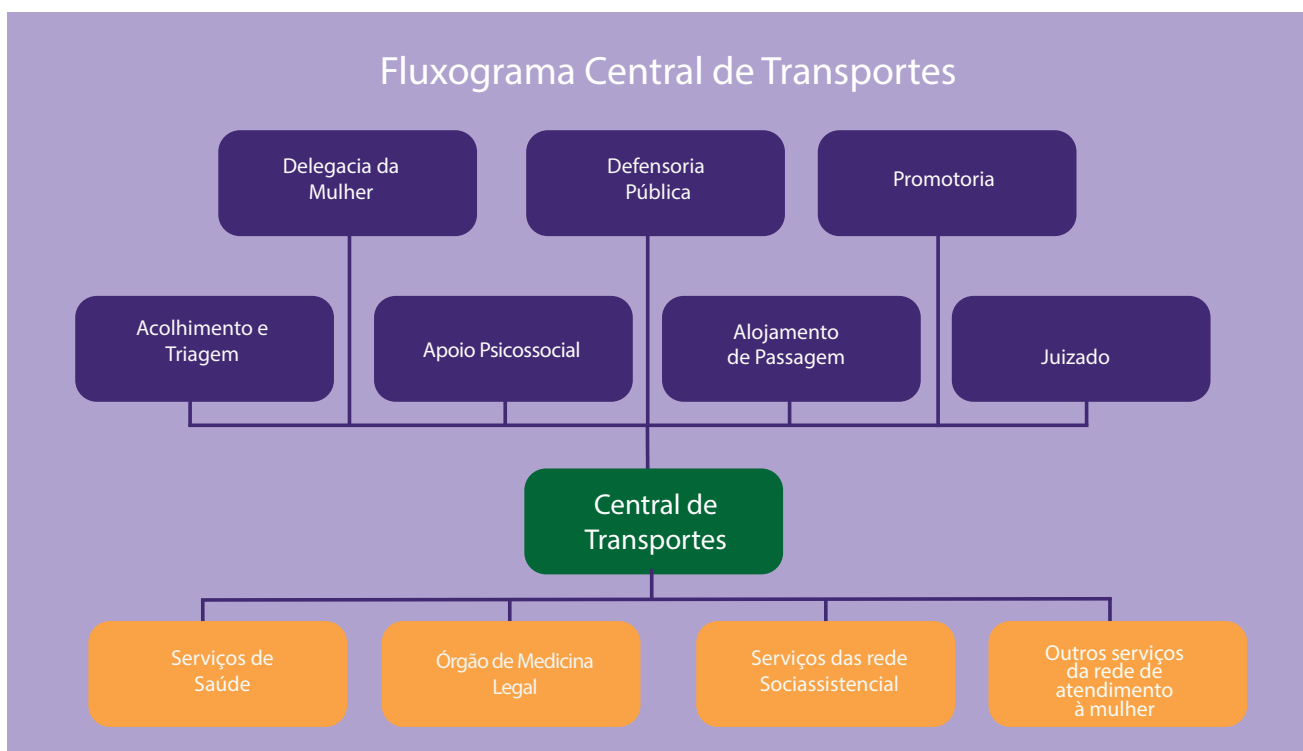 Fluxograma Central de Transportes
Delegacia da
Mulher
Defensoria
Pública
Promotoria
Acolhimento e
Triagem
Apoio Psicossocial
Alojamento
de Passagem
Juizado
Central de
Transportes
Serviços de
Saúde
Órgão de Medicina
Legal
Serviços das rede
Sociassistencial
Outros serviços
da rede de
atendimento
à mulher